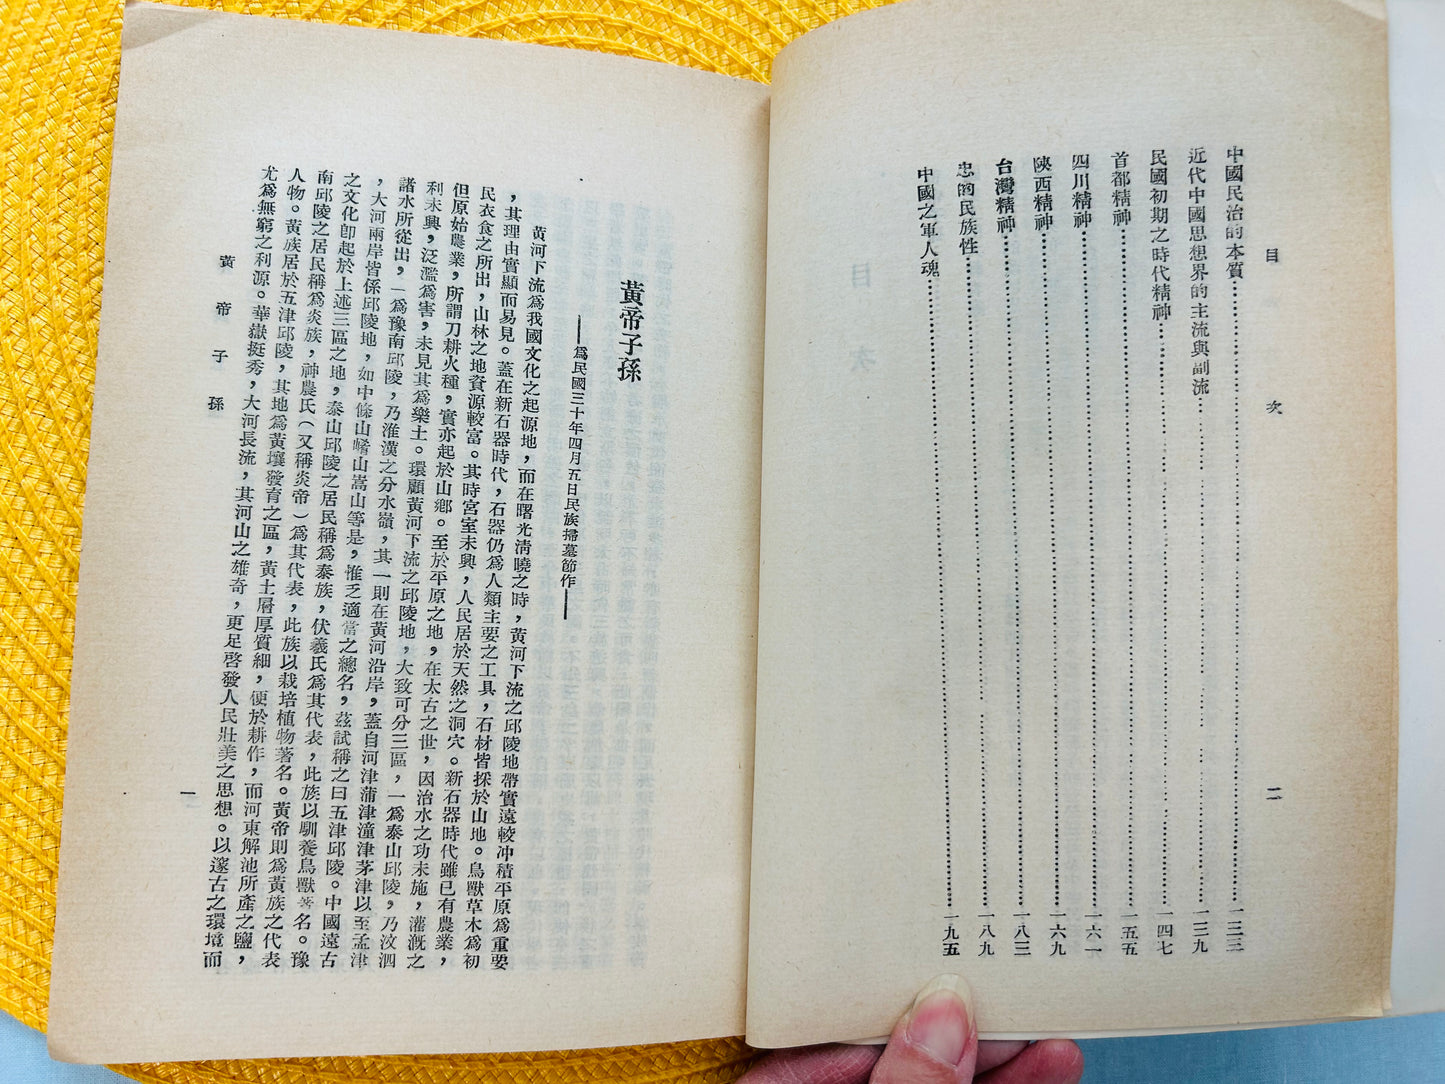 目　次
二
中國民治的本質…………一二三
近代中國思想界的主流與副流…………一三九
民國初期之時代精神…………一四七
首都精神…………一五五
四川精神…………一六一
陝西精神…………一六九
台灣精神…………一八三
忠的民族性…………一八九
中國之軍人魂…………一九五
黃帝子孫
——爲民國三十年四月五日民族掃墓節作——
黃河下流爲我國文化之起源地，而在曙光淸曉之時，黃河下流之邱陵地帶實遠較冲積平原爲重要
，其理由實顯而易見。蓋在新石器時代，石器仍爲人類主要之工具，石材皆採於山地。鳥獸草木爲初
民衣食之所出，山林之地資源較富。其時宮室未興，人民居於天然之洞穴。新石器時代雖已有農業，
但原始農業，所謂刀耕火種，實亦起於山鄉。至於平原之地，在太古之世，因治水之功未施，灌漑之
利未興，泛濫爲害，未見其爲樂土。環顧黃河下流之邱陵地，大致可分三區，一爲泰山邱陵，乃汶泗
諸水所從出，一爲豫南邱陵，乃淮漢之分水嶺，其一則在黃河沿岸，蓋自河津蒲津潼津茅津以至孟津
，大河兩岸皆係邱陵地，如中條山崤山嵩山等是，惟乏適當之總名，茲試稱之曰五津邱陵。中國遠古
之文化卽起於上述三區之地，泰山邱陵之居民稱爲泰族，伏羲氏爲其代表，此族以馴養鳥獸著名。豫
南邱陵之居民稱爲炎族，神農氏（又稱炎帝）爲其代表，此族以栽培植物著名。黃帝則爲黃族之代表
人物。黃族居於五津邱陵，其地爲黃壤發育之區，黃土層厚質細，便於耕作，而河東解池所產之鹽，
尤爲無窮之利源。華嶽挺秀，大河長流，其河山之雄奇，更足啓發人民壯美之思想。以邃古之環境而
黃　帝　子　孫
一